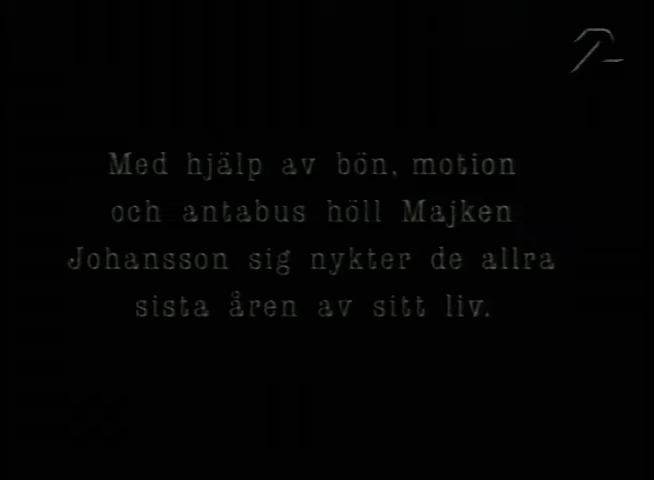 Med hjälp av bön, motion
och antabus höll Majken
Johansson sig nykter de allra
sista åren av sitt liv.